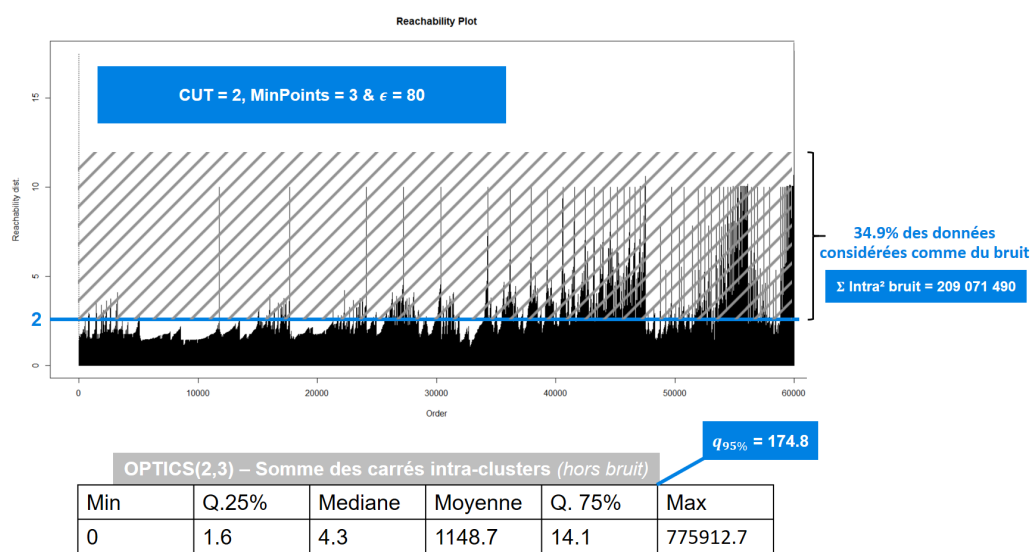 Reachability Plot
CUT = 2, MinPoints = 3 & ϵ = 80
15
10
5
2
0
Reachability dist.
0 10000 20000 30000 40000 50000 60000
Order
34.9% des données
considérées comme du bruit
Σ Intra² bruit = 209 071 490
q95% = 174.8
OPTICS(2,3) – Somme des carrés intra-clusters (hors bruit)
Min Q.25% Mediane Moyenne Q. 75% Max
0 1.6 4.3 1148.7 14.1 775912.7